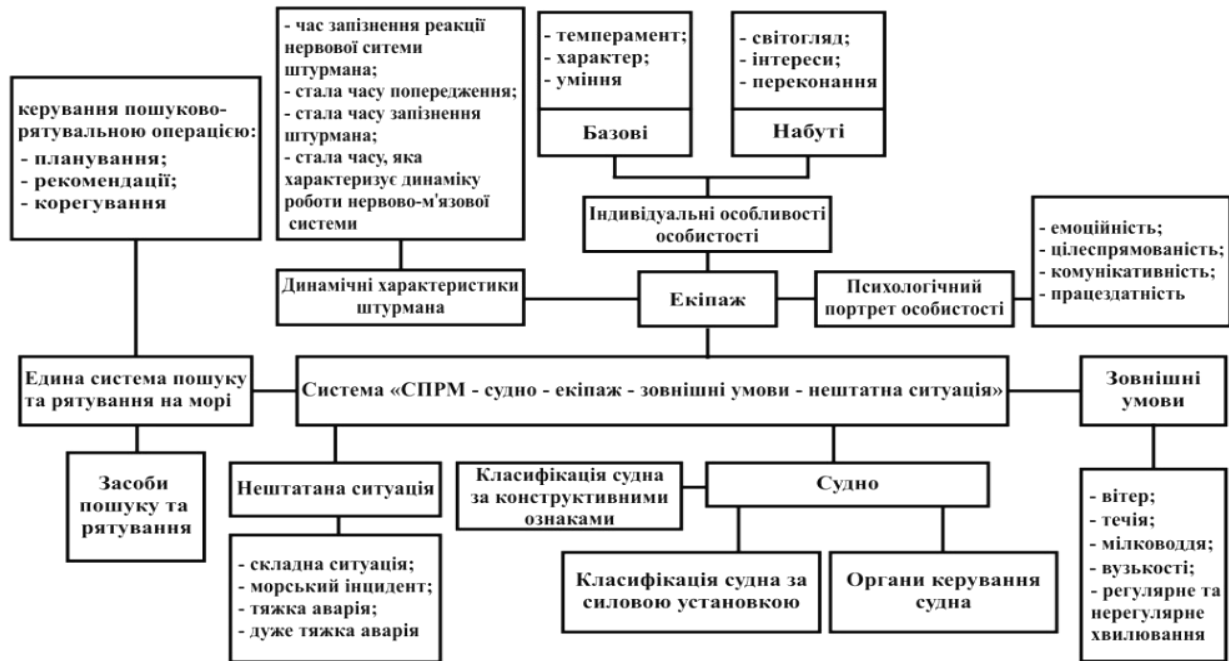 - час запізнення реакції
нервової ситеми
штурмана;
- стала часу попередження;
- стала часу запізнення
штурмана;
- стала часу, яка
характеризує динаміку
роботи нервово-м'язової
системи
- темперамент;
- характер;
- уміння
Базові
- світогляд;
- інтереси;
- переконання
Набуті
керування пошуково-
рятувальною операцією:
- планування;
- рекомендації;
- корегування
Індивідуальні особливості
особистості
Динамічні характеристики
штурмана
Екіпаж
Психологічний
портрет особистості
- емоційність;
- цілеспрямованість;
- комунікативність;
- працездатність
Едина система пошуку
та рятування на морі
Система «СПРМ - судно - екіпаж - зовнішні умови - нештатна ситуація»
Зовнішні
умови
Засоби
пошуку та
рятування
Нештатана ситуація
Класифікація судна
за конструктивними
ознаками
Судно
- складна ситуація;
- морський інцидент;
- тяжка аварія;
- дуже тяжка аварія
Класифікація судна за
силовою установкою
Органи керування
судна
- вітер;
- течія;
- мілководдя;
- вузькості;
- регулярне та
нерегулярне
хвилювання